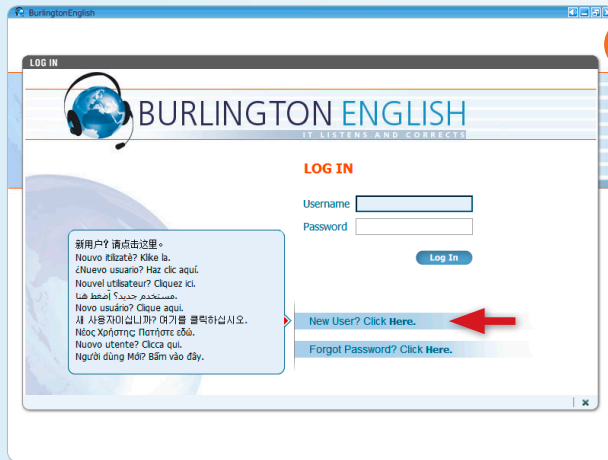 BurlingtonEnglish
LOG IN
BURLINGTON ENGLISH
IT LISTENS AND CORRECTS
LOG IN
Username
Password
Log In
新用户? 请点击这里。
Nouvo itilizatè? Klike la.
¿Nuevo usuario? Haz clic aquí.
Nouvel utilisateur? Cliquez ici.
مستخدم جديد؟ إضغط هنا.
Novo usuário? Clique aqui.
새 사용자이십니까? 여기를 클릭하십시오.
Νέος Χρήστης; Πατήστε εδώ.
Nuovo utente? Clicca qui.
Người dùng Mới? Bấm vào đây.
New User? Click Here.
Forgot Password? Click Here.